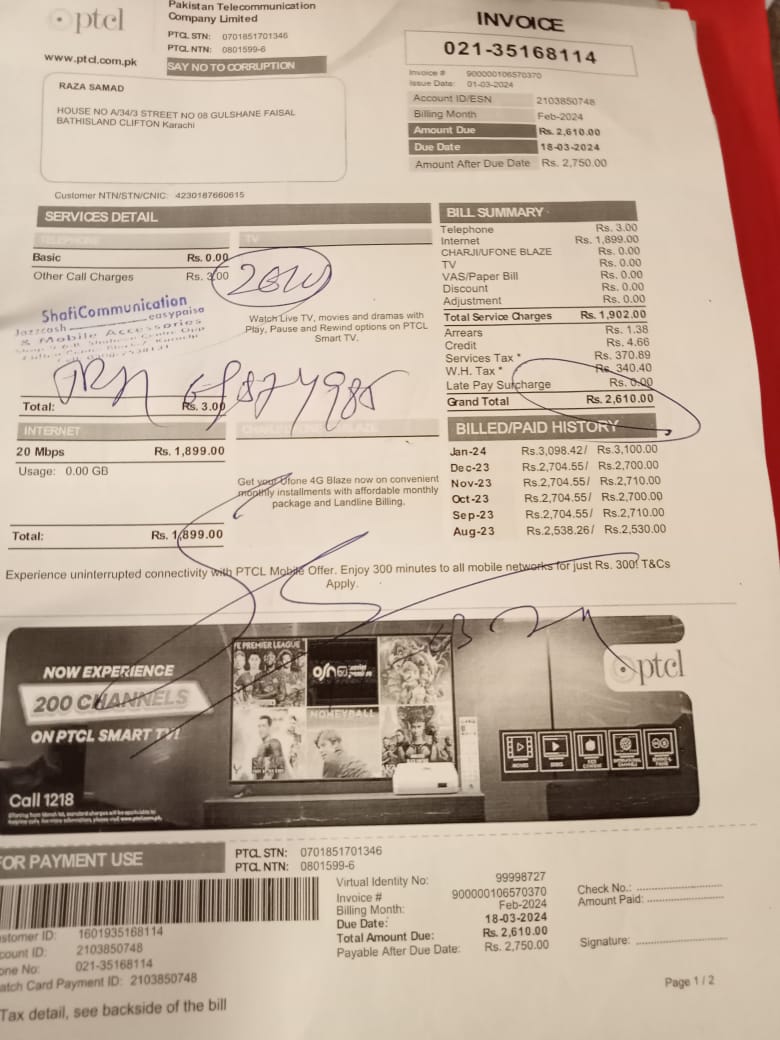 ptcl
www.ptcl.com.pk
Pakistan Telecommunication
Company Limited
PTCL STN: 0701851701346
PTCL NTN: 0801599-6
SAY NO TO CORRUPTION
INVOICE
021-35168114
Invoice # 900000106570370
Issue Date: 01-03-2024
Account ID/ESN 2103850748
Billing Month Feb-2024
Amount Due Rs. 2,610.00
Due Date 18-03-2024
Amount After Due Date Rs. 2,750.00
RAZA SAMAD
HOUSE NO A/34/3 STREET NO 08 GULSHANE FAISAL
BATHISLAND CLIFTON Karachi
Customer NTN/STN/CNIC: 4230187660615
SERVICES DETAIL
TELEPHONE
TV
Basic Rs. 0.00
Other Call Charges Rs. 3.00
Watch Live TV, movies and dramas with
Play, Pause and Rewind options on PTCL
Smart TV.
ShafiCommunication
Jazzcash easypaisa
& Mobile Accessories
Total: Rs. 3.00
INTERNET
20 Mbps Rs. 1,899.00
Usage: 0.00 GB
Get your Ufone 4G Blaze now on convenient
monthly installments with affordable monthly
package and Landline Billing.
Total: Rs. 1,899.00
BILL SUMMARY
Telephone Rs. 3.00
Internet Rs. 1,899.00
CHARJI/UFONE BLAZE Rs. 0.00
TV Rs. 0.00
VAS/Paper Bill Rs. 0.00
Discount Rs. 0.00
Adjustment Rs. 0.00
Total Service Charges Rs. 1,902.00
Arrears Rs. 1.38
Credit Rs. 4.66
Services Tax * Rs. 370.89
W.H. Tax * Rs. 340.40
Late Pay Surcharge Rs. 0.00
Grand Total Rs. 2,610.00
BILLED/PAID HISTORY
Jan-24 Rs.3,098.42/ Rs.3,100.00
Dec-23 Rs.2,704.55/ Rs.2,700.00
Nov-23 Rs.2,704.55/ Rs.2,710.00
Oct-23 Rs.2,704.55/ Rs.2,700.00
Sep-23 Rs.2,704.55/ Rs.2,710.00
Aug-23 Rs.2,538.26/ Rs.2,530.00
Experience uninterrupted connectivity with PTCL Mobile Offer. Enjoy 300 minutes to all mobile networks for just Rs. 300! T&Cs
Apply.
NOW EXPERIENCE
200 CHANNELS
ON PTCL SMART TV!
Call 1218
E PREMIER LEAGUE
osn
MONEYBALL
ptcl
FOR PAYMENT USE
PTCL STN: 0701851701346
PTCL NTN: 0801599-6
stomer ID: 1601935168114
count ID: 2103850748
one No: 021-35168114
atch Card Payment ID: 2103850748
Virtual Identity No: 99998727
Invoice # 900000106570370
Billing Month: Feb-2024
Due Date: 18-03-2024
Total Amount Due: Rs. 2,610.00
Payable After Due Date: Rs. 2,750.00
Check No.:
Amount Paid:
Signature:
Page 1 / 2
Tax detail, see backside of the bill